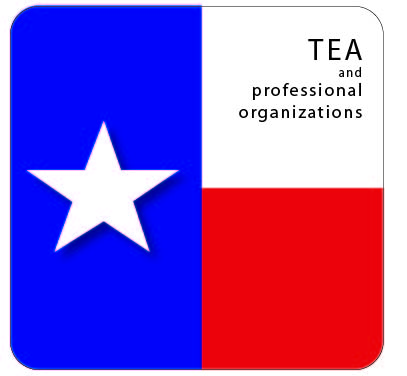 TEA
and
professional
organizations